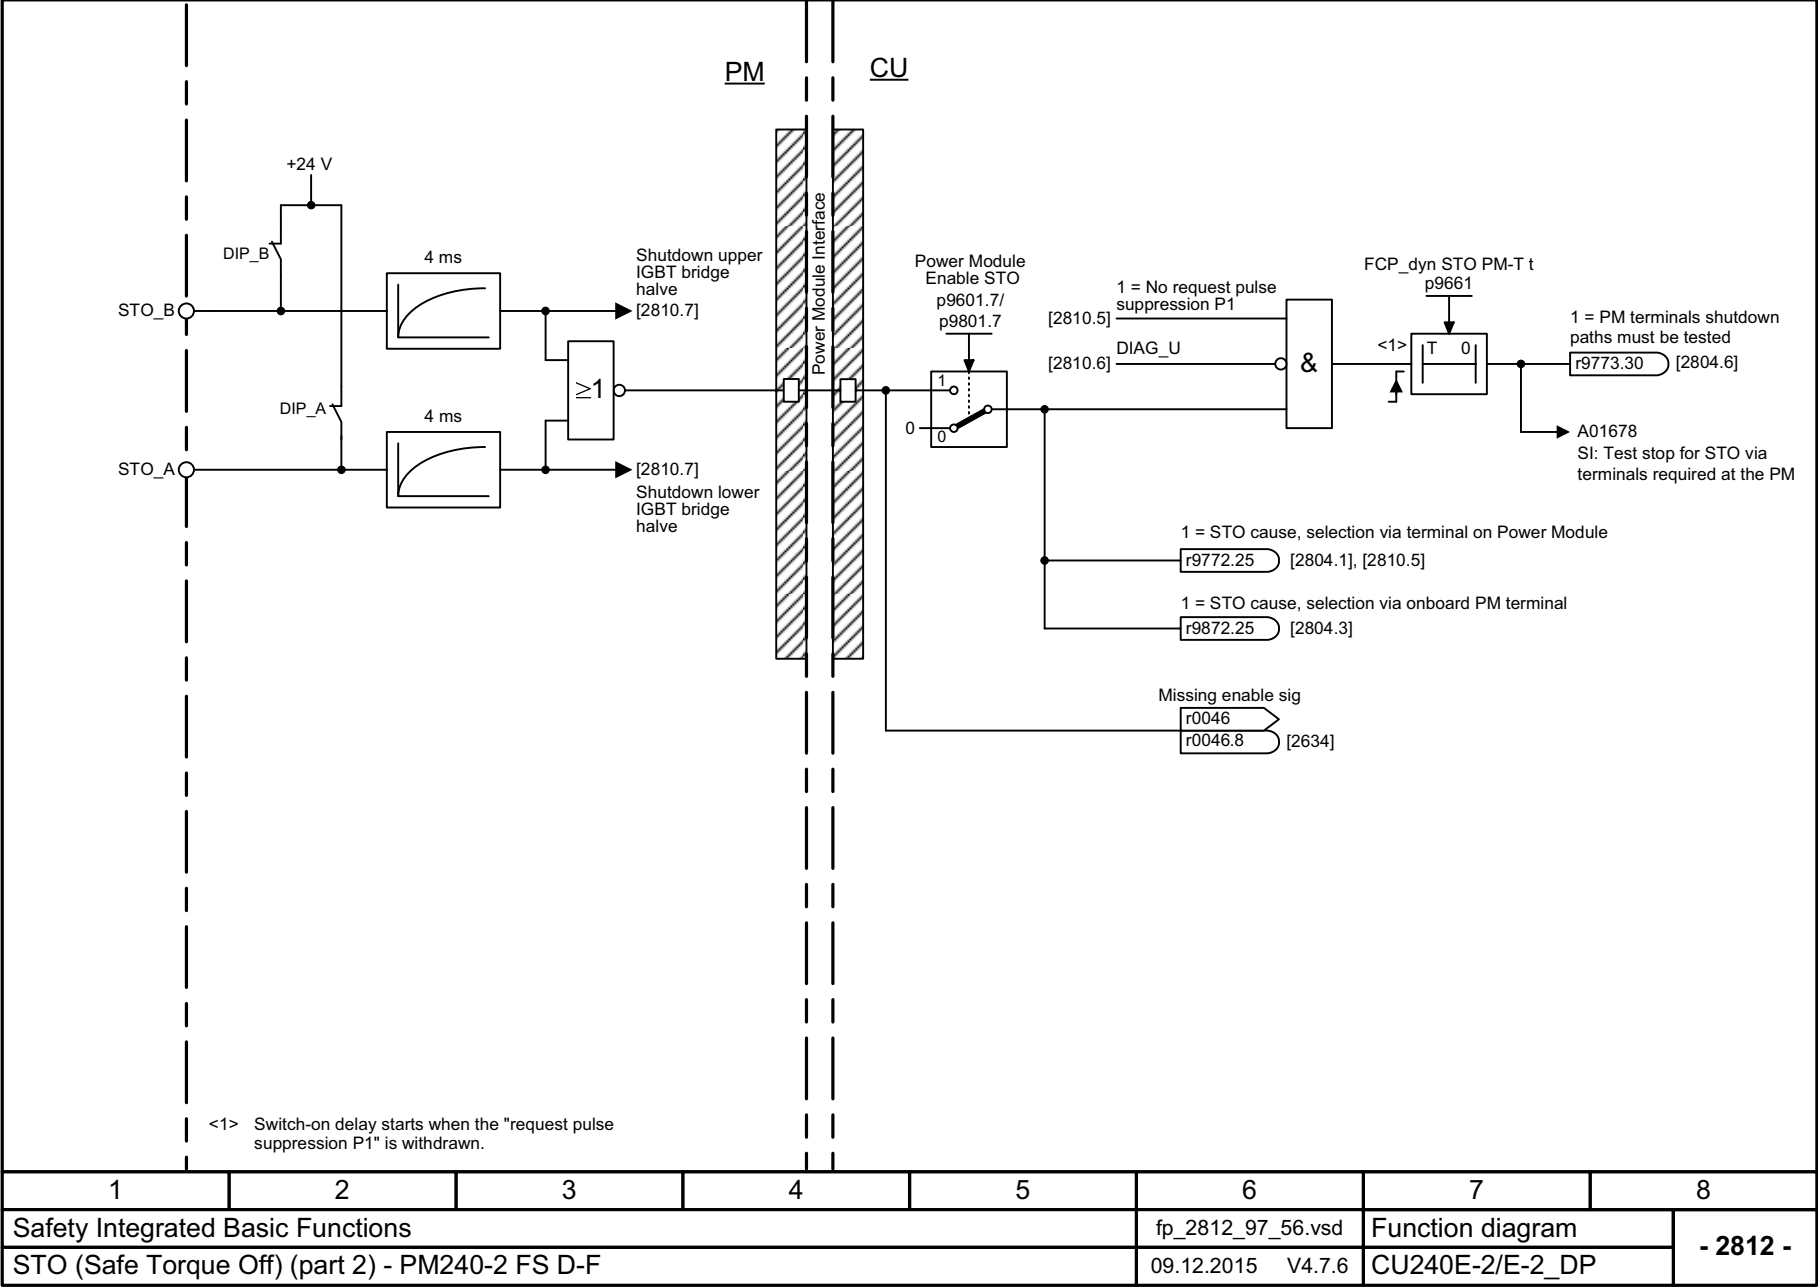 PM
CU
+24 V
DIP_B
4 ms
Shutdown upper
IGBT bridge
halve
[2810.7]
STO_B
≥1
DIP_A
4 ms
STO_A
[2810.7]
Shutdown lower
IGBT bridge
halve
Power Module Interface
Power Module
Enable STO
p9601.7/
p9801.7
1
0
0
1 = No request pulse
suppression P1
[2810.5]
DIAG_U
[2810.6]
&
FCP_dyn STO PM-T t
p9661
<1>
T 0
1 = PM terminals shutdown
paths must be tested
r9773.30 [2804.6]
A01678
SI: Test stop for STO via
terminals required at the PM
1 = STO cause, selection via terminal on Power Module
r9772.25 [2804.1], [2810.5]
1 = STO cause, selection via onboard PM terminal
r9872.25 [2804.3]
Missing enable sig
r0046
r0046.8 [2634]
<1> Switch-on delay starts when the "request pulse
suppression P1" is withdrawn.
1 2 3 4 5 6 7 8
Safety Integrated Basic Functions
fp_2812_97_56.vsd
Function diagram
- 2812 -
STO (Safe Torque Off) (part 2) - PM240-2 FS D-F
09.12.2015 V4.7.6
CU240E-2/E-2_DP